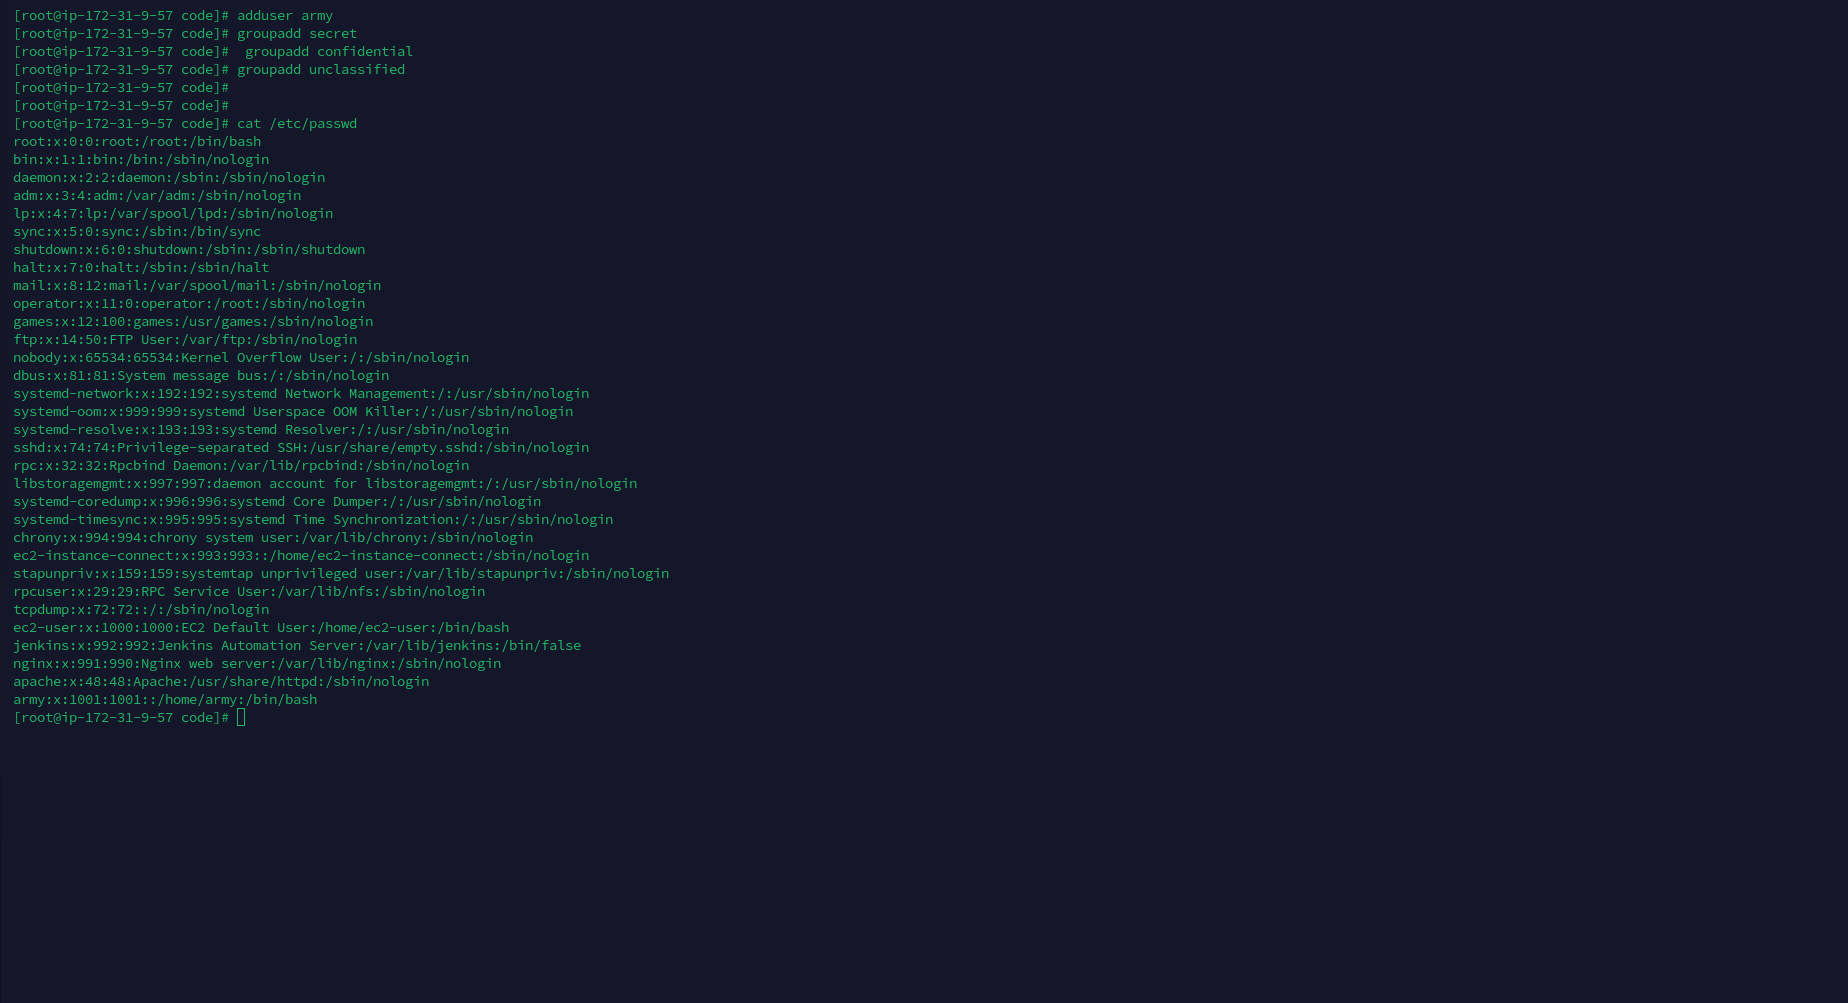 [root@ip-172-31-9-57 code]# adduser army
[root@ip-172-31-9-57 code]# groupadd secret
[root@ip-172-31-9-57 code]#  groupadd confidential
[root@ip-172-31-9-57 code]# groupadd unclassified
[root@ip-172-31-9-57 code]#
[root@ip-172-31-9-57 code]#
[root@ip-172-31-9-57 code]# cat /etc/passwd
root:x:0:0:root:/root:/bin/bash
bin:x:1:1:bin:/bin:/sbin/nologin
daemon:x:2:2:daemon:/sbin:/sbin/nologin
adm:x:3:4:adm:/var/adm:/sbin/nologin
lp:x:4:7:lp:/var/spool/lpd:/sbin/nologin
sync:x:5:0:sync:/sbin:/bin/sync
shutdown:x:6:0:shutdown:/sbin:/sbin/shutdown
halt:x:7:0:halt:/sbin:/sbin/halt
mail:x:8:12:mail:/var/spool/mail:/sbin/nologin
operator:x:11:0:operator:/root:/sbin/nologin
games:x:12:100:games:/usr/games:/sbin/nologin
ftp:x:14:50:FTP User:/var/ftp:/sbin/nologin
nobody:x:65534:65534:Kernel Overflow User:/:/sbin/nologin
dbus:x:81:81:System message bus:/:/sbin/nologin
systemd-network:x:192:192:systemd Network Management:/:/usr/sbin/nologin
systemd-oom:x:999:999:systemd Userspace OOM Killer:/:/usr/sbin/nologin
systemd-resolve:x:193:193:systemd Resolver:/:/usr/sbin/nologin
sshd:x:74:74:Privilege-separated SSH:/usr/share/empty.sshd:/sbin/nologin
rpc:x:32:32:Rpcbind Daemon:/var/lib/rpcbind:/sbin/nologin
libstoragemgmt:x:997:997:daemon account for libstoragemgmt:/:/usr/sbin/nologin
systemd-coredump:x:996:996:systemd Core Dumper:/:/usr/sbin/nologin
systemd-timesync:x:995:995:systemd Time Synchronization:/:/usr/sbin/nologin
chrony:x:994:994:chrony system user:/var/lib/chrony:/sbin/nologin
ec2-instance-connect:x:993:993::/home/ec2-instance-connect:/sbin/nologin
stapunpriv:x:159:159:systemtap unprivileged user:/var/lib/stapunpriv:/sbin/nologin
rpcuser:x:29:29:RPC Service User:/var/lib/nfs:/sbin/nologin
tcpdump:x:72:72::/:/sbin/nologin
ec2-user:x:1000:1000:EC2 Default User:/home/ec2-user:/bin/bash
jenkins:x:992:992:Jenkins Automation Server:/var/lib/jenkins:/bin/false
nginx:x:991:990:Nginx web server:/var/lib/nginx:/sbin/nologin
apache:x:48:48:Apache:/usr/share/httpd:/sbin/nologin
army:x:1001:1001::/home/army:/bin/bash
[root@ip-172-31-9-57 code]#